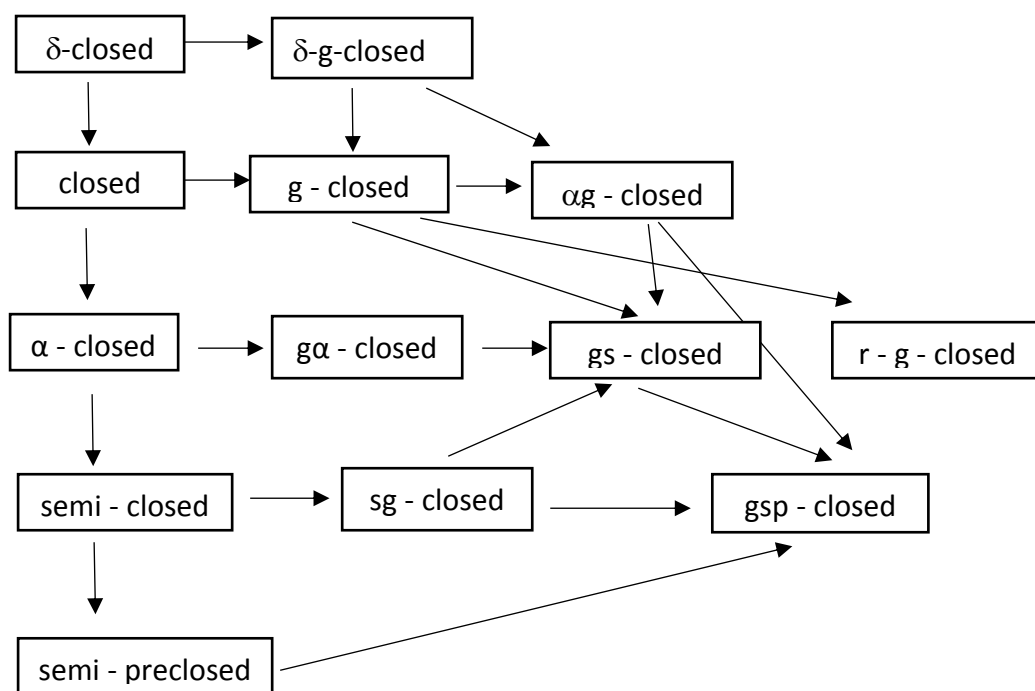 δ-closed
δ-g-closed
closed
g - closed
αg - closed
α - closed
gα - closed
gs - closed
r - g - closed
semi - closed
sg - closed
gsp - closed
semi - preclosed